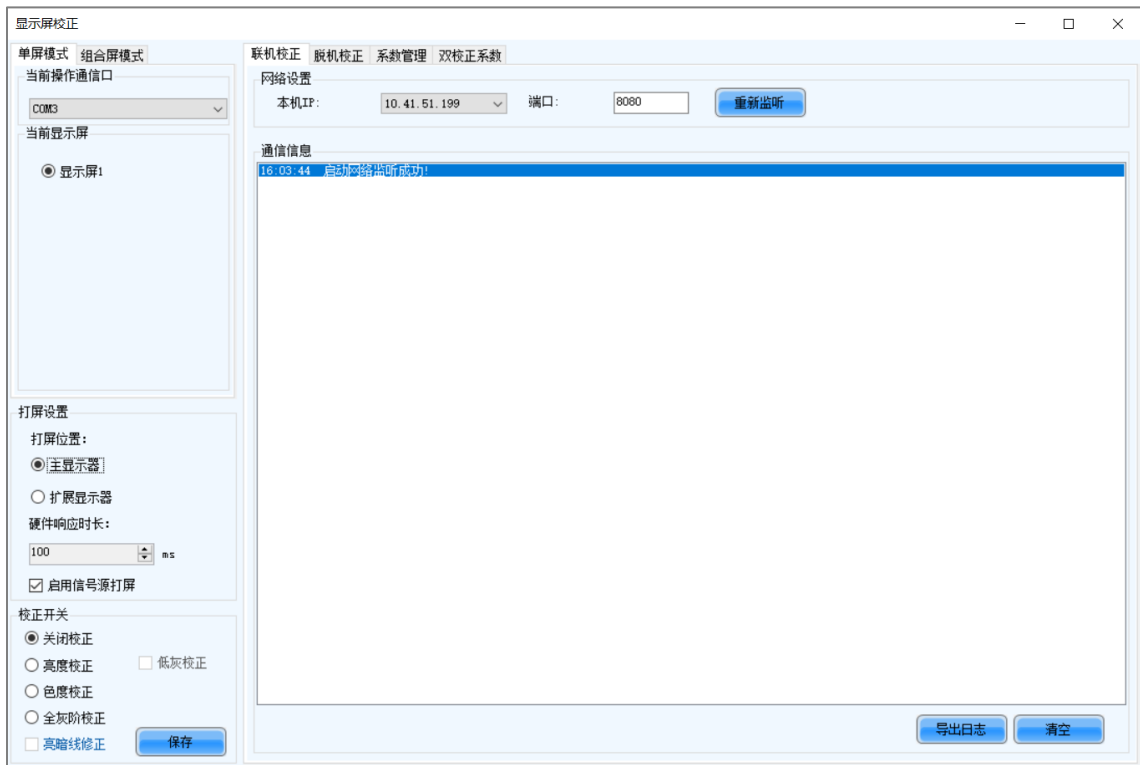 显示屏校正
单屏模式 组合屏模式
当前操作通信口
COM3
当前显示屏
显示屏1
打屏设置
打屏位置:
主显示器
扩展显示器
硬件响应时长:
100 ms
启用信号源打屏
校正开关
关闭校正
亮度校正 低灰校正
色度校正
全灰阶校正
亮暗线修正 保存
联机校正 脱机校正 系数管理 双校正系数
网络设置
本机IP: 10.41.51.199 端口: 8080 重新监听
通信信息
16:03:44 启动网络监听成功!
导出日志 清空